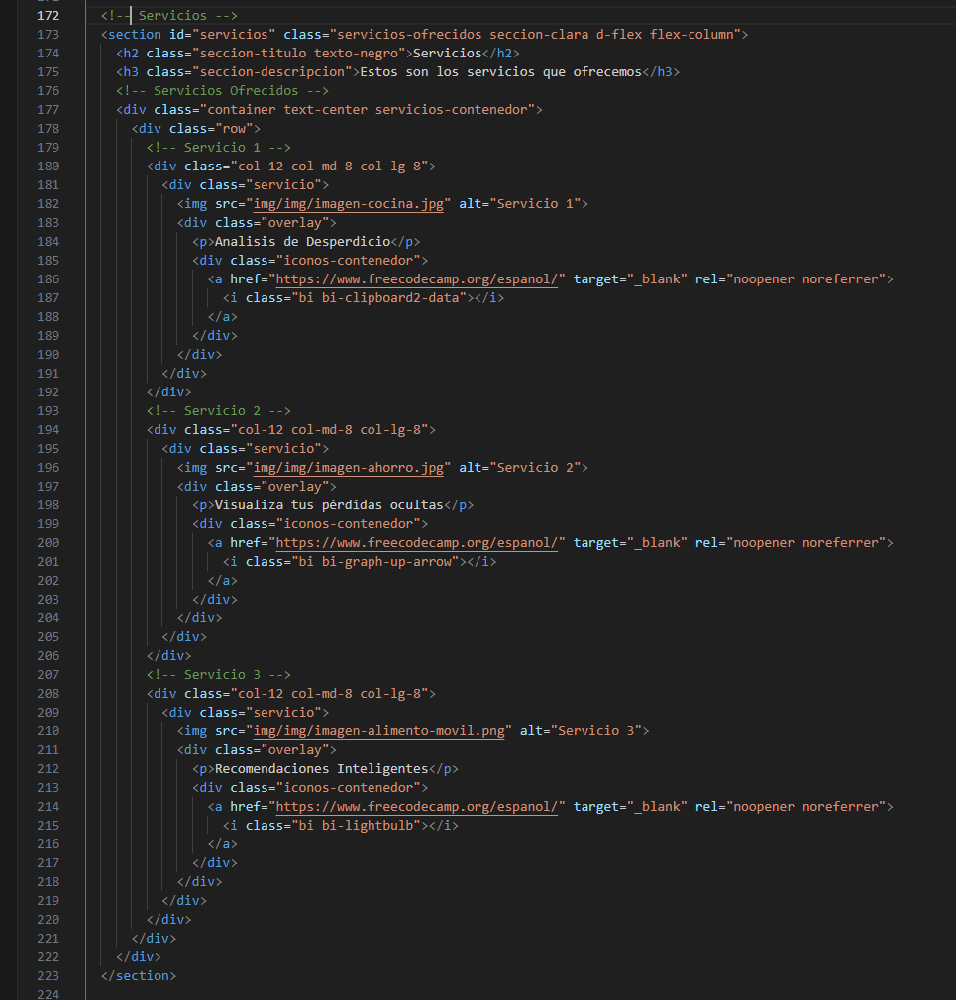 172 <!-- Servicios -->
173 <section id="servicios" class="servicios-ofrecidos seccion-clara d-flex flex-column">
174 <h2 class="seccion-titulo texto-negro">Servicios</h2>
175 <h3 class="seccion-descripcion">Estos son los servicios que ofrecemos</h3>
176 <!-- Servicios Ofrecidos -->
177 <div class="container text-center servicios-contenedor">
178 <div class="row">
179 <!-- Servicio 1 -->
180 <div class="col-12 col-md-8 col-lg-8">
181 <div class="servicio">
182 <img src="img/img/imagen-cocina.jpg" alt="Servicio 1">
183 <div class="overlay">
184 <p>Analisis de Desperdicio</p>
185 <div class="iconos-contenedor">
186 <a href="https://www.freecodecamp.org/espanol/" target="_blank" rel="noopener noreferrer">
187 <i class="bi bi-clipboard2-data"></i>
188 </a>
189 </div>
190 </div>
191 </div>
192 </div>
193 <!-- Servicio 2 -->
194 <div class="col-12 col-md-8 col-lg-8">
195 <div class="servicio">
196 <img src="img/img/imagen-ahorro.jpg" alt="Servicio 2">
197 <div class="overlay">
198 <p>Visualiza tus pérdidas ocultas</p>
199 <div class="iconos-contenedor">
200 <a href="https://www.freecodecamp.org/espanol/" target="_blank" rel="noopener noreferrer">
201 <i class="bi bi-graph-up-arrow"></i>
202 </a>
203 </div>
204 </div>
205 </div>
206 </div>
207 <!-- Servicio 3 -->
208 <div class="col-12 col-md-8 col-lg-8">
209 <div class="servicio">
210 <img src="img/img/imagen-alimento-movil.png" alt="Servicio 3">
211 <div class="overlay">
212 <p>Recomendaciones Inteligentes</p>
213 <div class="iconos-contenedor">
214 <a href="https://www.freecodecamp.org/espanol/" target="_blank" rel="noopener noreferrer">
215 <i class="bi bi-lightbulb"></i>
216 </a>
217 </div>
218 </div>
219 </div>
220 </div>
221 </div>
222 </div>
223 </section>
224